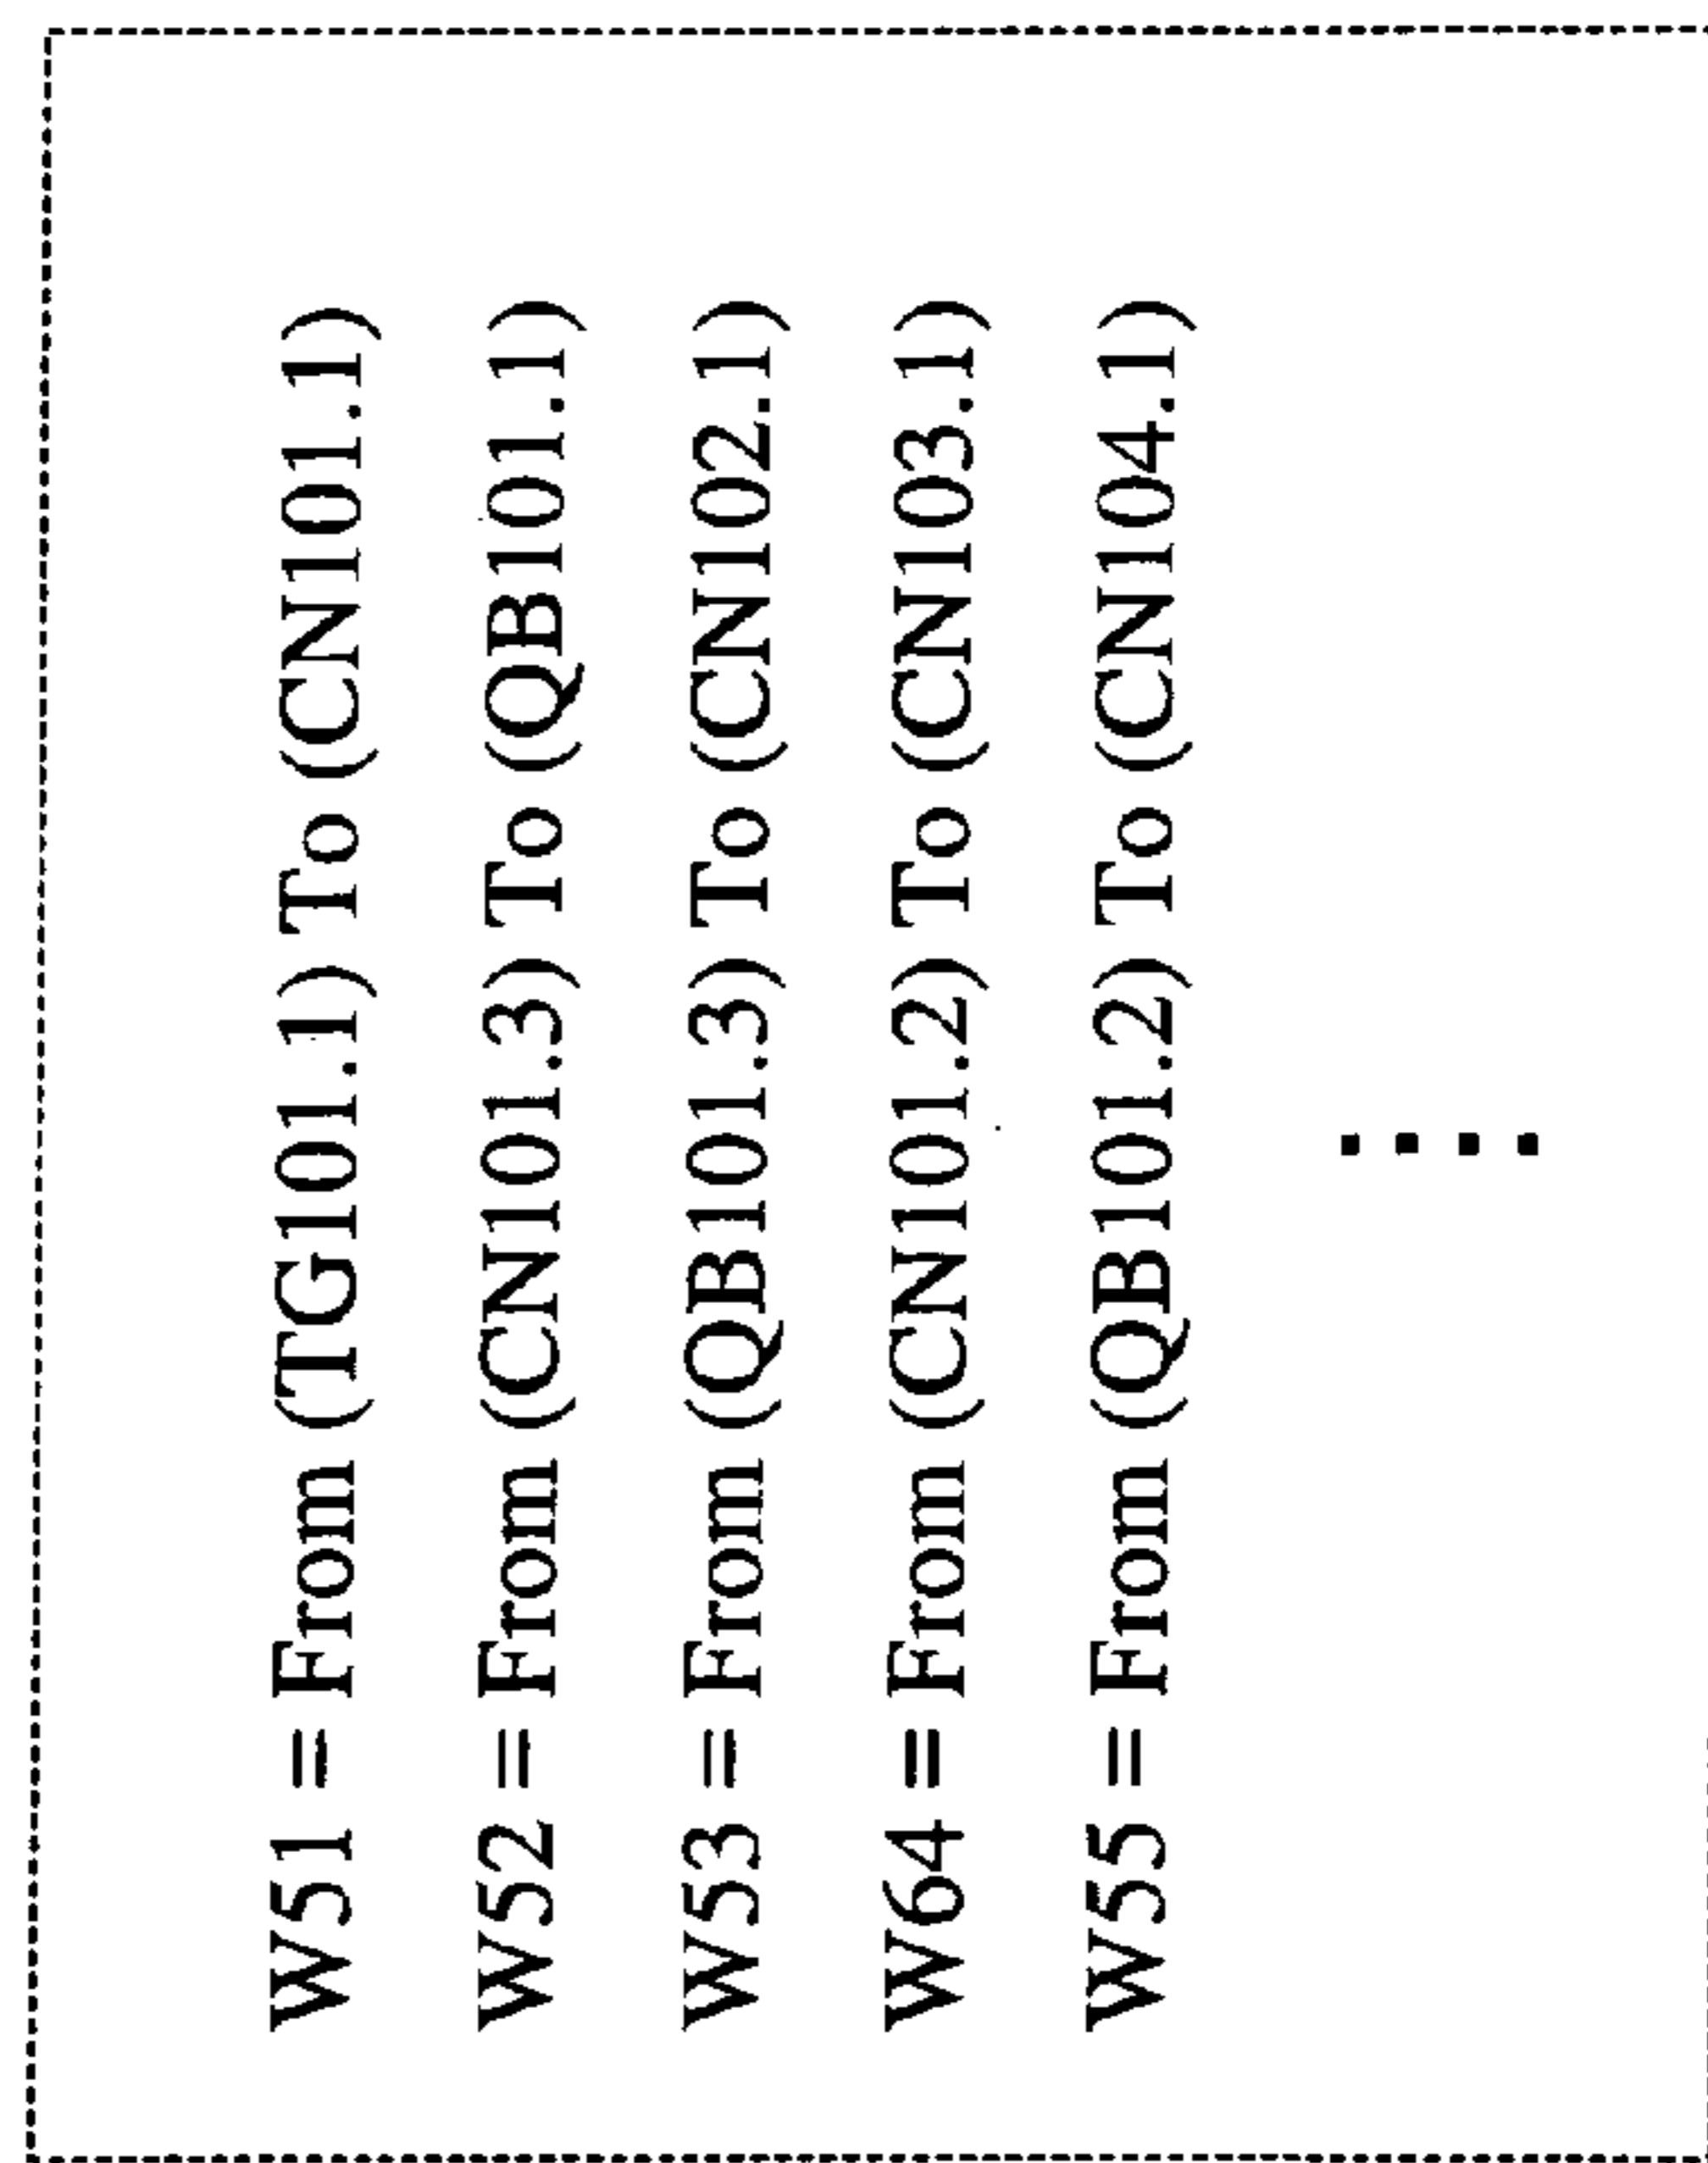 W51 = From (TG101.1) To (CN101.1)
W52 = From (CN101.3) To (QB101.1)
W53 = From (QB101.3) To (CN102.1)
W64 = From (CN101.2) To (CN103.1)
W55 = From (QB101.2) To (CN104.1)
....